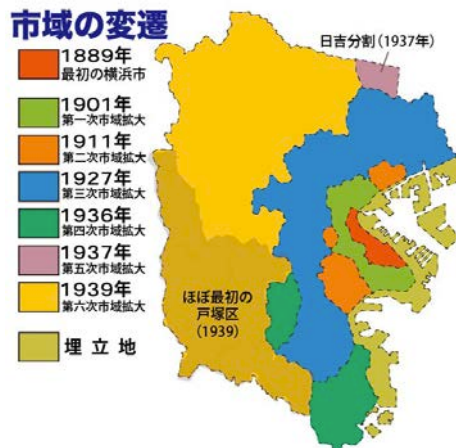 市域の変遷
1889年
最初の横浜市
1901年
第一次市域拡大
1911年
第二次市域拡大
1927年
第三次市域拡大
1936年
第四次市域拡大
1937年
第五次市域拡大
1939年
第六次市域拡大
埋立地
日吉分割(1937年)
ほぼ最初の
戸塚区
(1939)